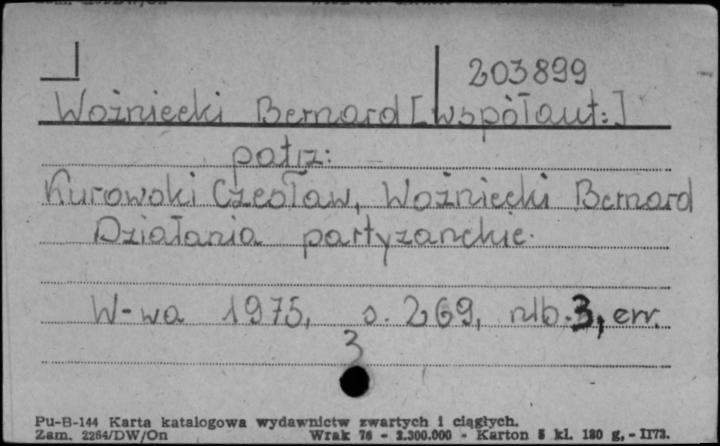 203899
Woźniecki Bernard [współaut:]
patrz:
Kurowski Czesław, Woźniecki Bernard
Działania partyzanckie.
W-wa 1975, s. 269, nlb. 3, err.
3
Pu-B-144 Karta katalogowa wydawnictw zwartych i ciągłych.
Zam. 2264/DW/On Wrak 76 - 2.300.000 - Karton 5 kl. 180 g, - II73.